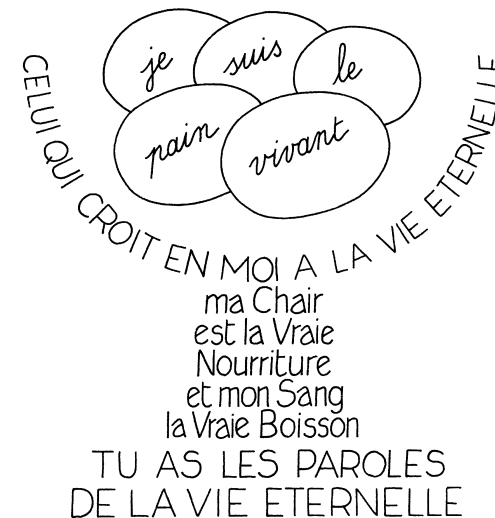 je suis le
pain vivant
CELUI QUI CROIT EN MOI A LA VIE ETERNELLE
ma Chair
est la Vraie
Nourriture
et mon Sang
la Vraie Boisson
TU AS LES PAROLES
DE LA VIE ETERNELLE